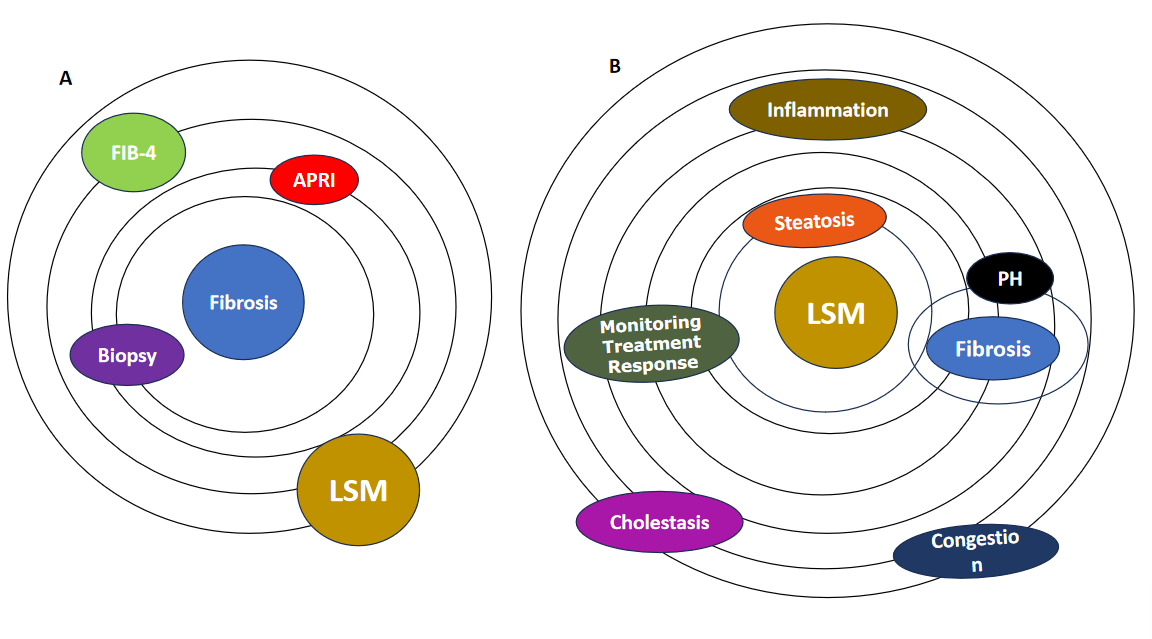 A
FIB-4
APRI
Fibrosis
Biopsy
LSM
B
Inflammation
Steatosis
PH
LSM
Monitoring
Treatment
Response
Fibrosis
Cholestasis
Congestio
n